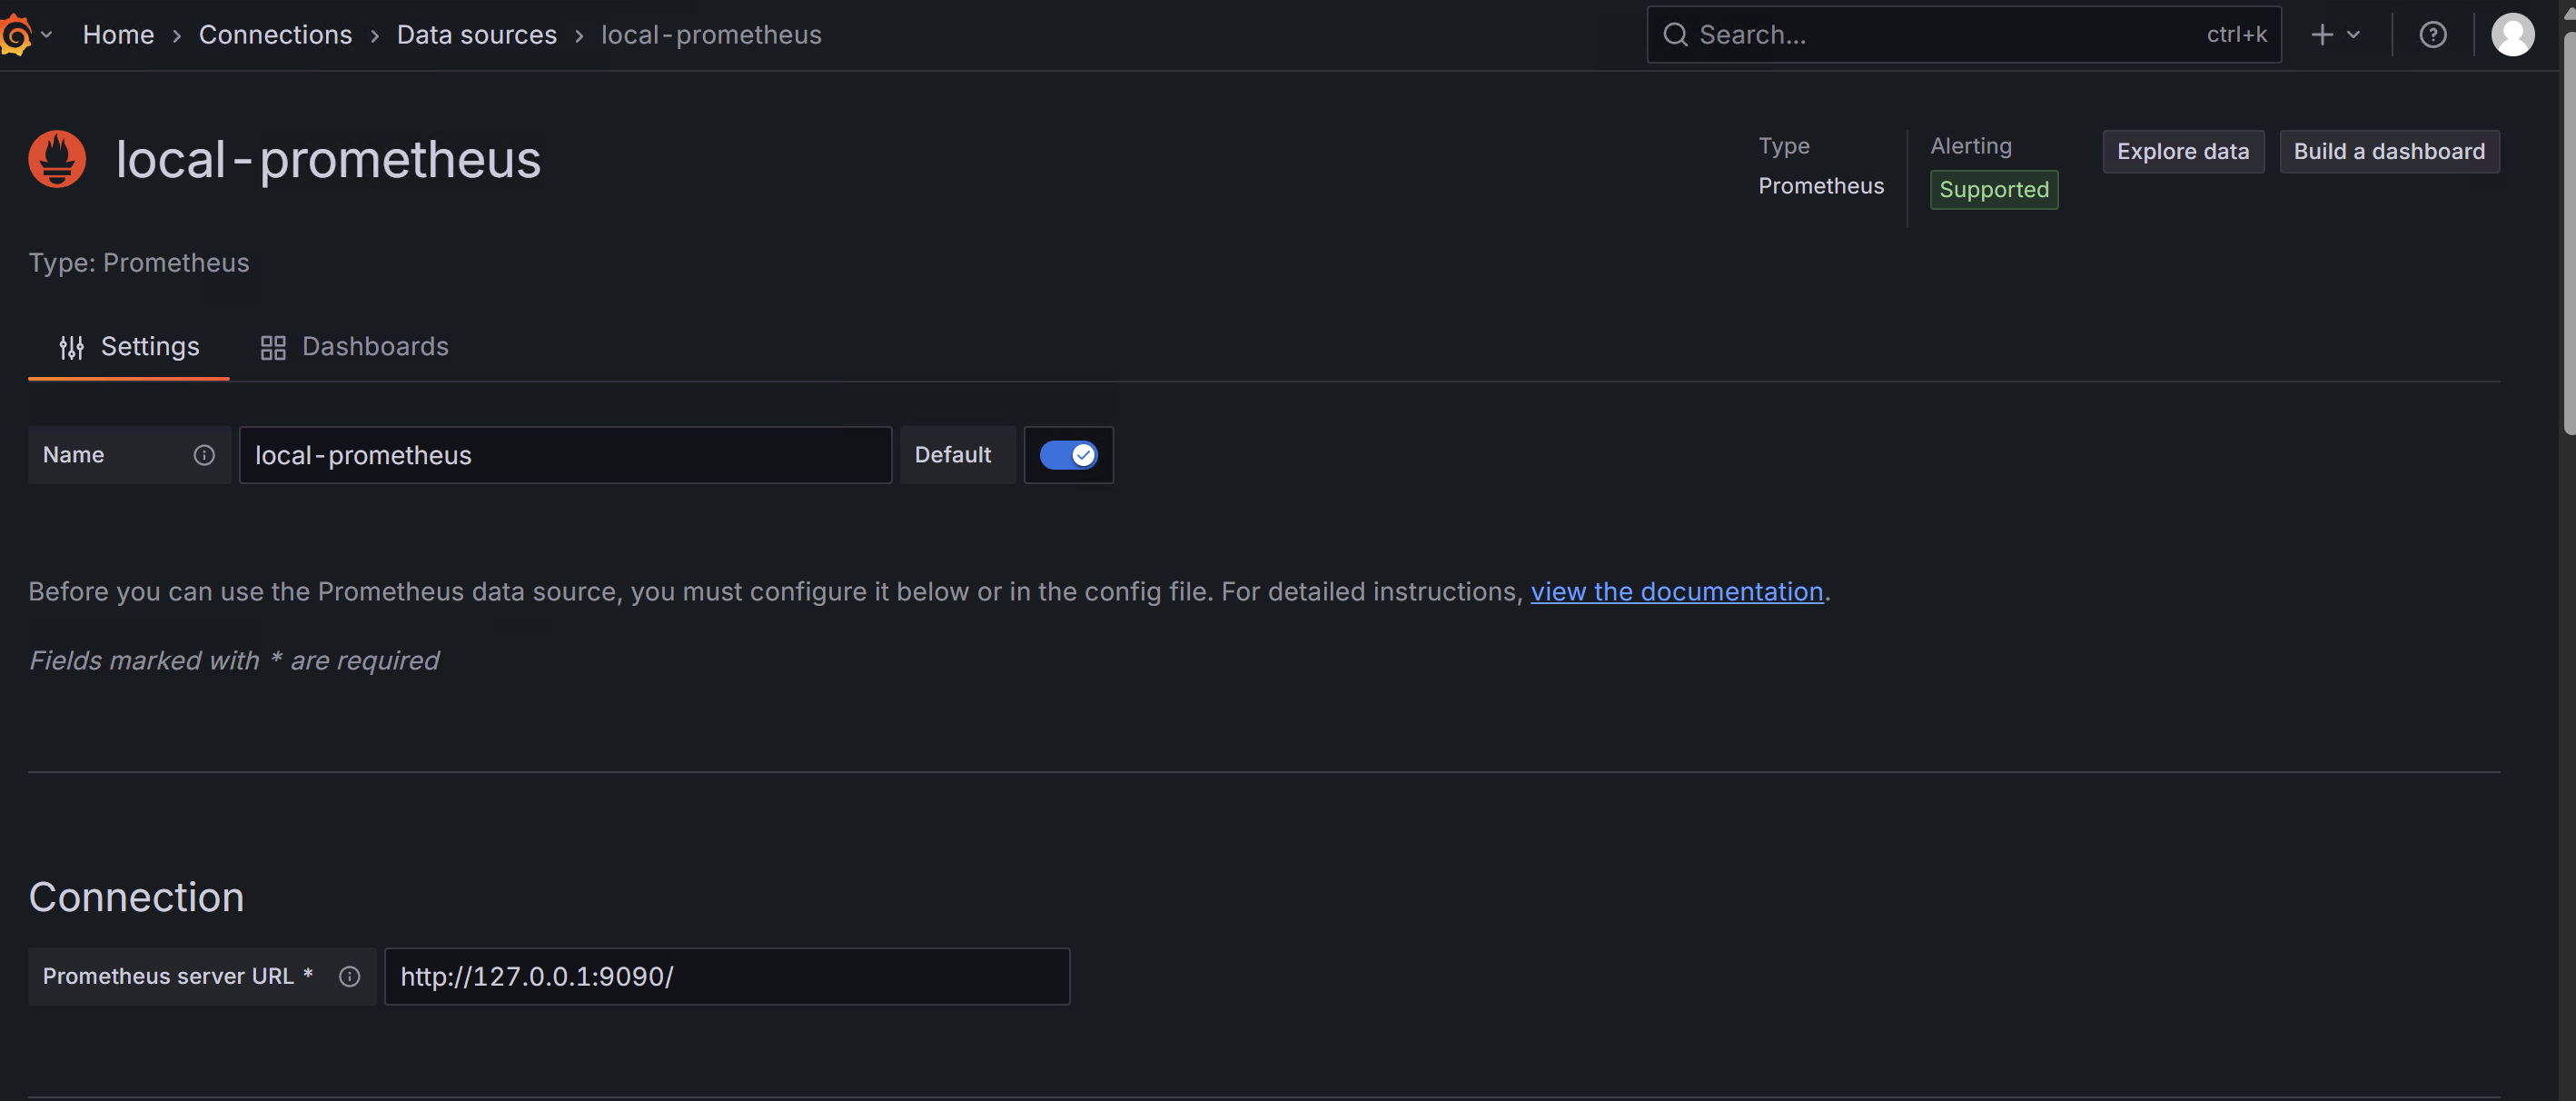 Home › Connections › Data sources › local-prometheus
Search...
ctrl+k
local-prometheus
Type
Prometheus
Alerting
Supported
Explore data
Build a dashboard
Type: Prometheus
Settings
Dashboards
Name
local-prometheus
Default
Before you can use the Prometheus data source, you must configure it below or in the config file. For detailed instructions, view the documentation.
Fields marked with * are required
Connection
Prometheus server URL *
http://127.0.0.1:9090/